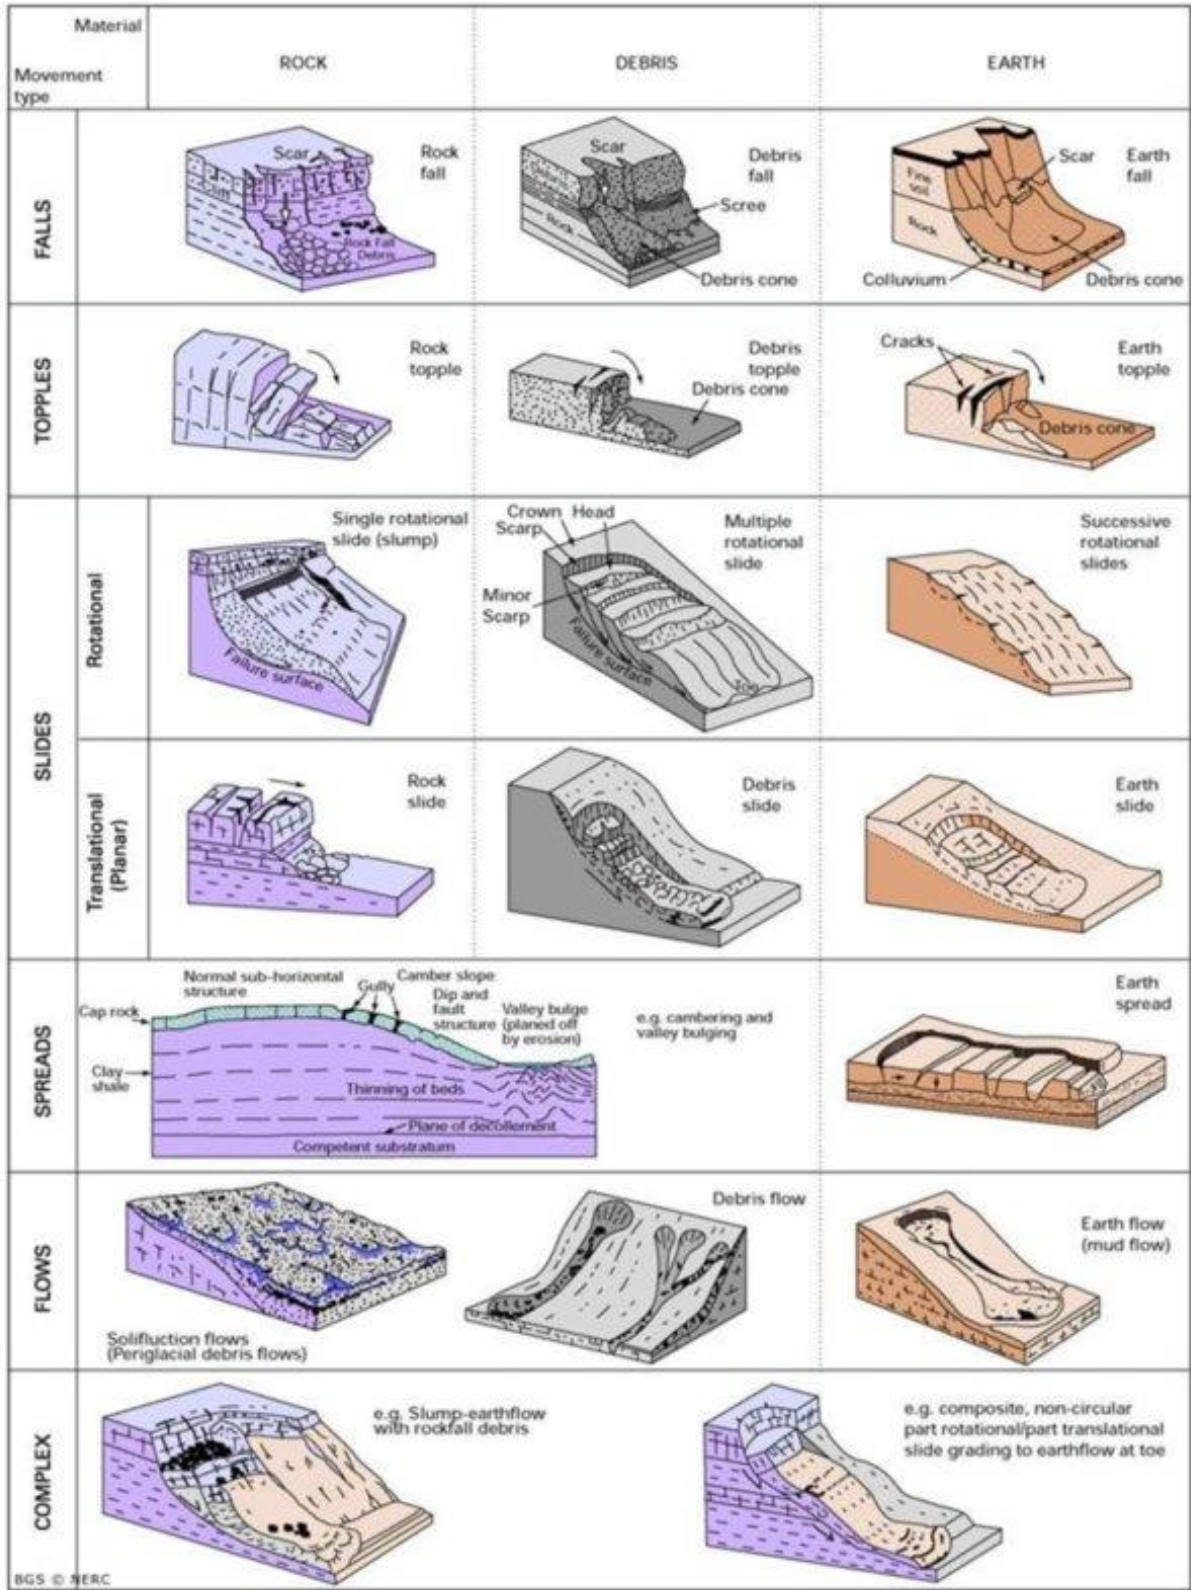 Material
Movement
type
ROCK
DEBRIS
EARTH
FALLS
Scar
Rock
fall
Cliff
Rock Fall
Debris
Scar
Debris
fall
Debris
Rock
Scree
Debris cone
Scar
Earth
fall
Fine
soil
Rock
Colluvium
Debris cone
TOPPLES
Rock
topple
Debris
topple
Debris cone
Cracks
Earth
topple
Debris cone
SLIDES
Rotational
Single rotational
slide (slump)
Failure surface
Crown Head
Scarp
Minor
Scarp
Failure surface
Toe
Multiple
rotational
slide
Successive
rotational
slides
Translational
(Planar)
Rock
slide
Debris
slide
Earth
slide
SPREADS
Normal sub-horizontal
structure
Gully
Camber slope
Dip and
fault
structure
Valley bulge
(planed off
by erosion)
Cap rock
Clay
shale
Thinning of beds
Plane of decollement
Competent substratum
e.g. cambering and
valley bulging
Earth
spread
FLOWS
Solifluction flows
(Periglacial debris flows)
Debris flow
Earth flow
(mud flow)
COMPLEX
e.g. Slump-earthflow
with rockfall debris
e.g. composite, non-circular
part rotational/part translational
slide grading to earthflow at toe
BGS © NERC